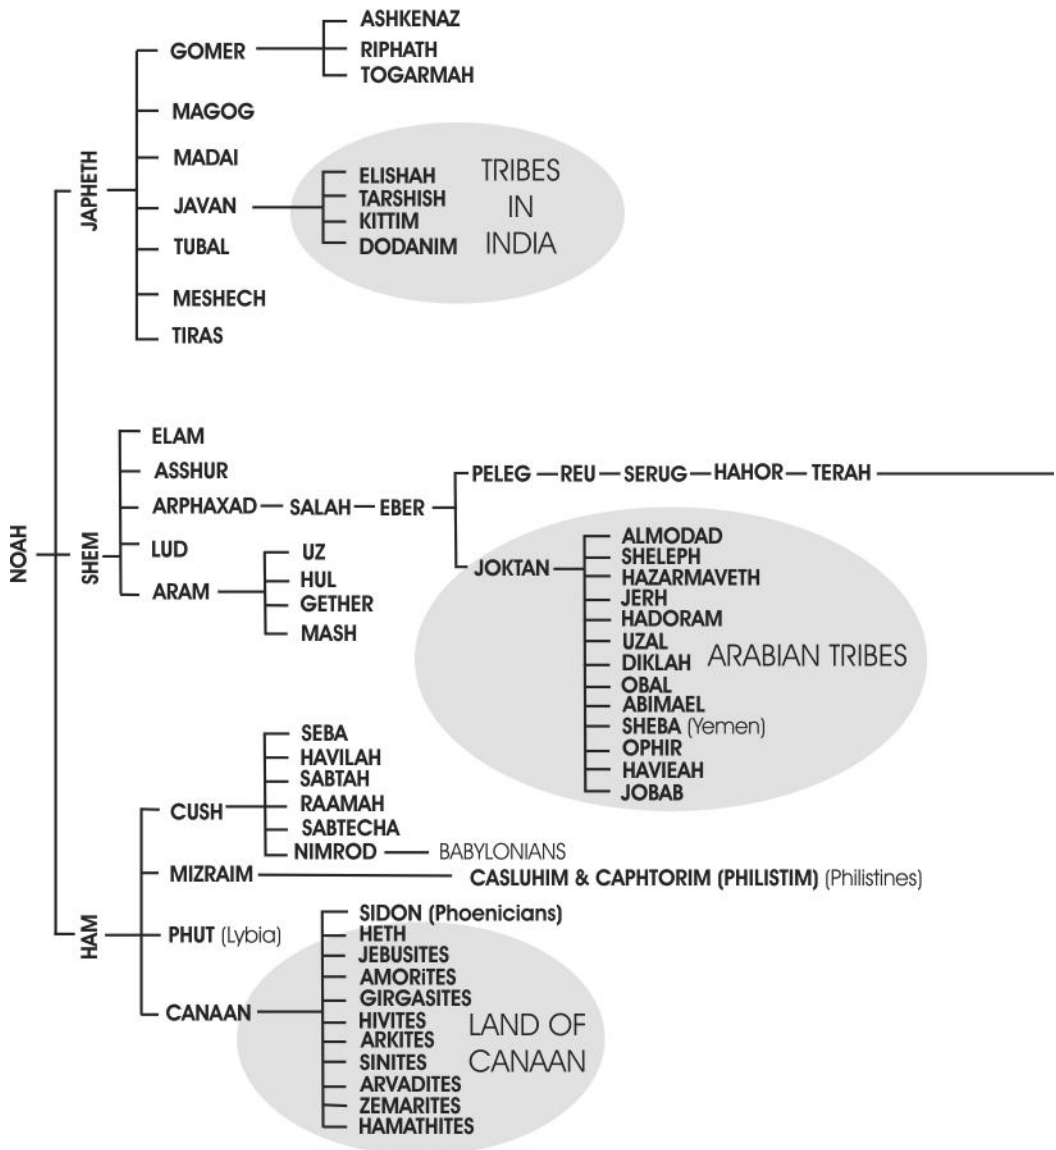 NOAH
JAPHETH
GOMER
ASHKENAZ
RIPHATH
TOGARMAH
MAGOG
MADAI
JAVAN
ELISHAH
TARSHISH
KITTIM
DODANIM
TRIBES
IN
INDIA
TUBAL
MESHECH
TIRAS
SHEM
ELAM
ASSHUR
ARPHAXAD
SALAH
EBER
PELEG
REU
SERUG
HAHOR
TERAH
JOKTAN
ALMODAD
SHELEPH
HAZARMAVETH
JERH
HADORAM
UZAL
DIKLAH
OBAL
ABIMAEL
SHEBA (Yemen)
OPHIR
HAVIEAH
JOBAB
ARABIAN TRIBES
LUD
ARAM
UZ
HUL
GETHER
MASH
HAM
CUSH
SEBA
HAVILAH
SABTAH
RAAMAH
SABTECHA
NIMROD
BABYLONIANS
MIZRAIM
CASLUHIM & CAPHTORIM (PHILISTIM) (Philistines)
PHUT (Lybia)
CANAAN
SIDON (Phoenicians)
HETH
JEBUSITES
AMORiTES
GIRGASITES
HIVITES
ARKITES
SINITES
ARVADITES
ZEMARITES
HAMATHITES
LAND OF
CANAAN